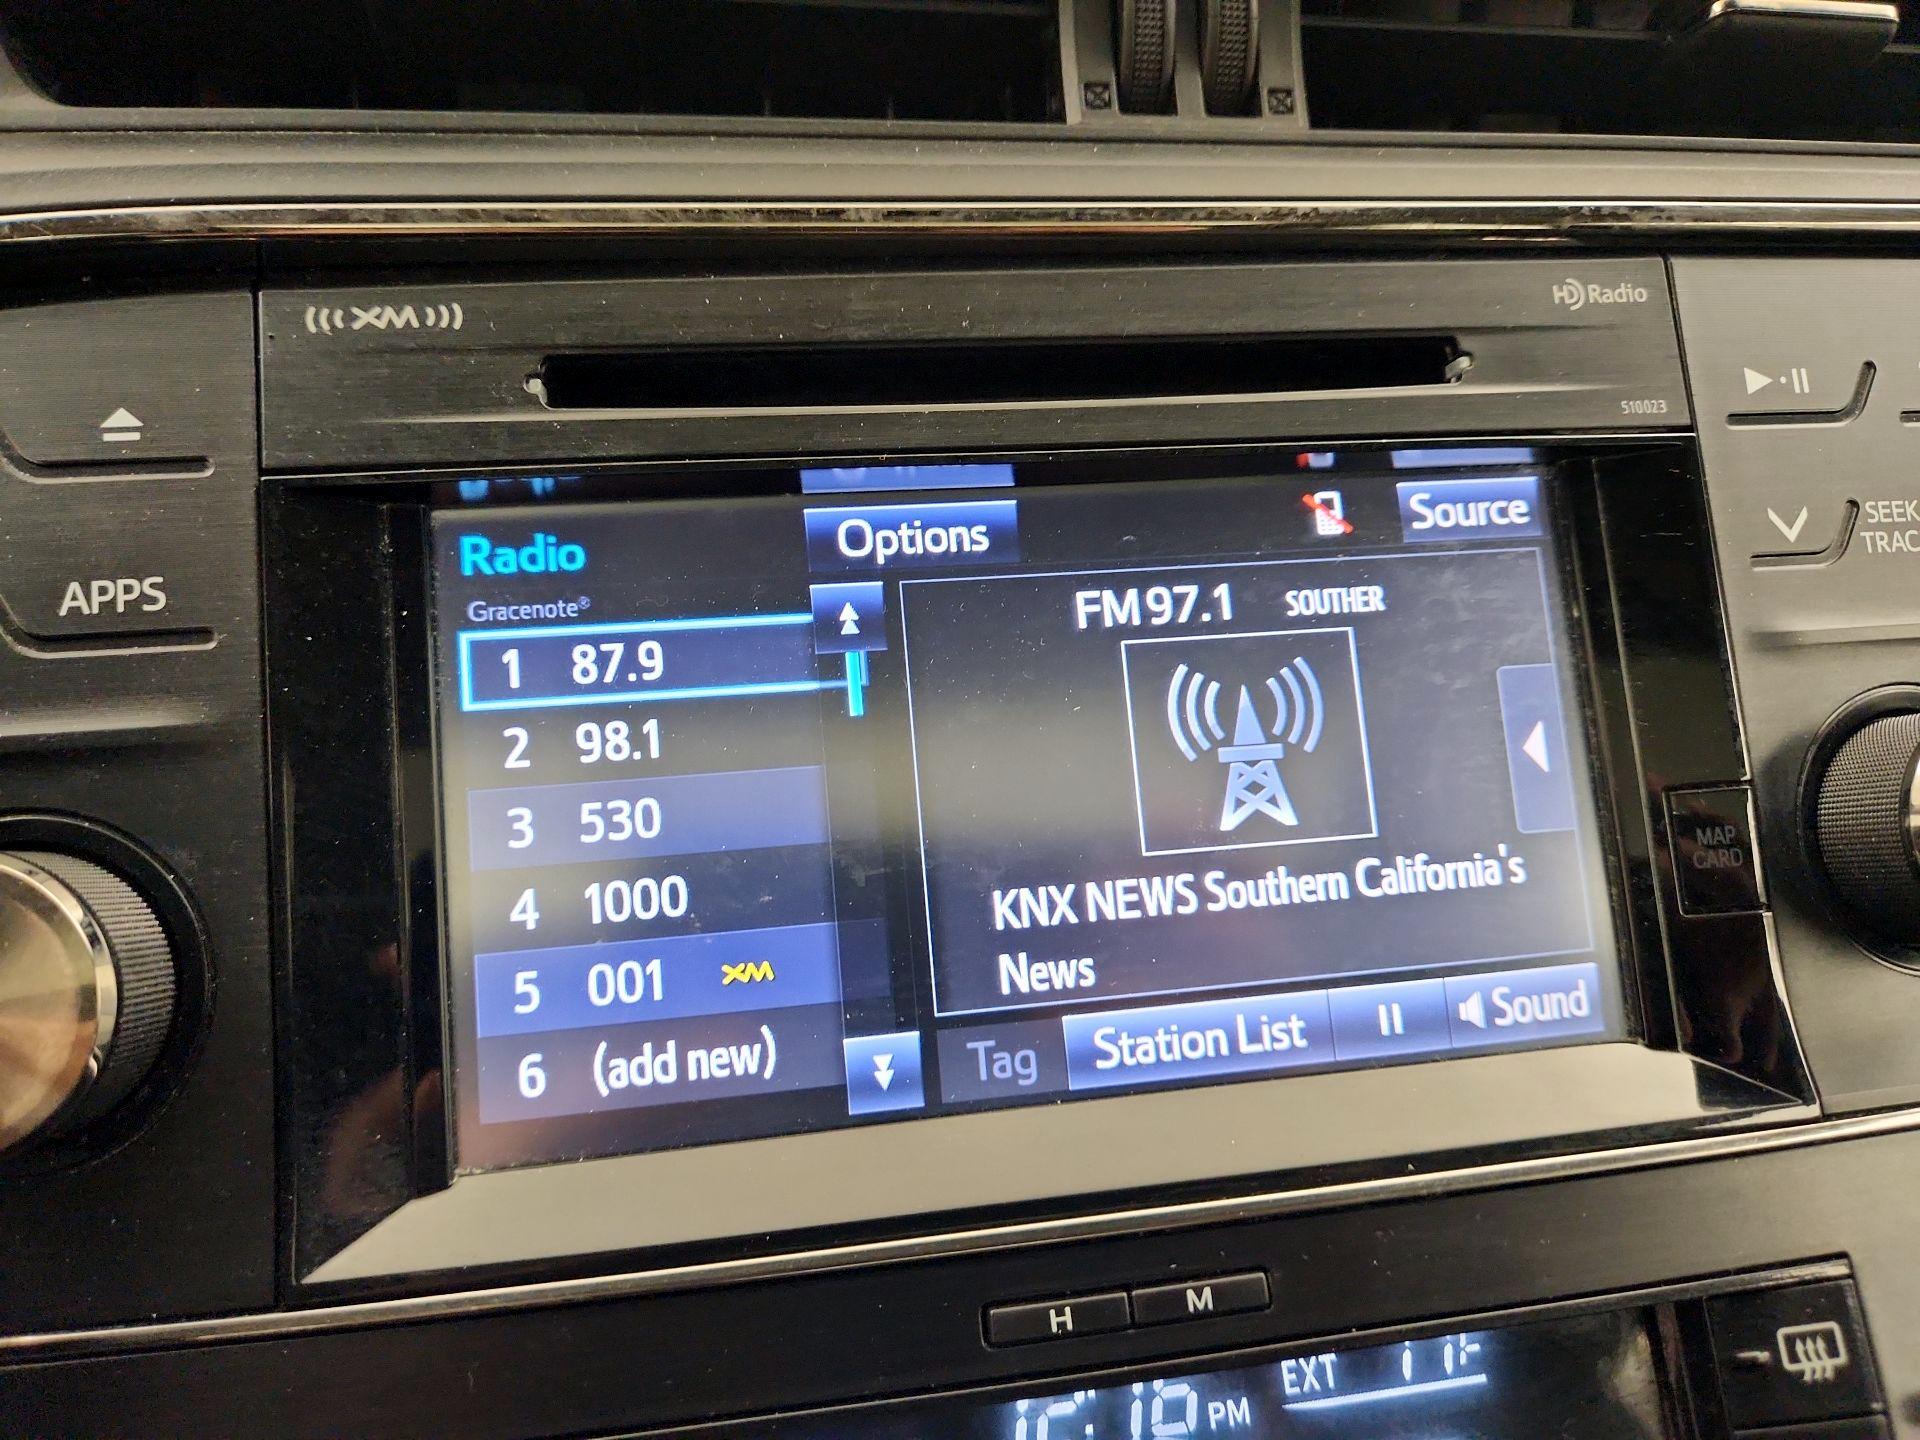 XM
HD Radio
510023
APPS
SEEK
TRAC
MAP
CARD
Radio
Options
Source
Gracenote®
1 87.9
2 98.1
3 530
4 1000
5 001 XM
6 (add new)
FM 97.1 SOUTHER
KNX NEWS Southern California's
News
Tag
Station List
Sound
H
M
PM
EXT